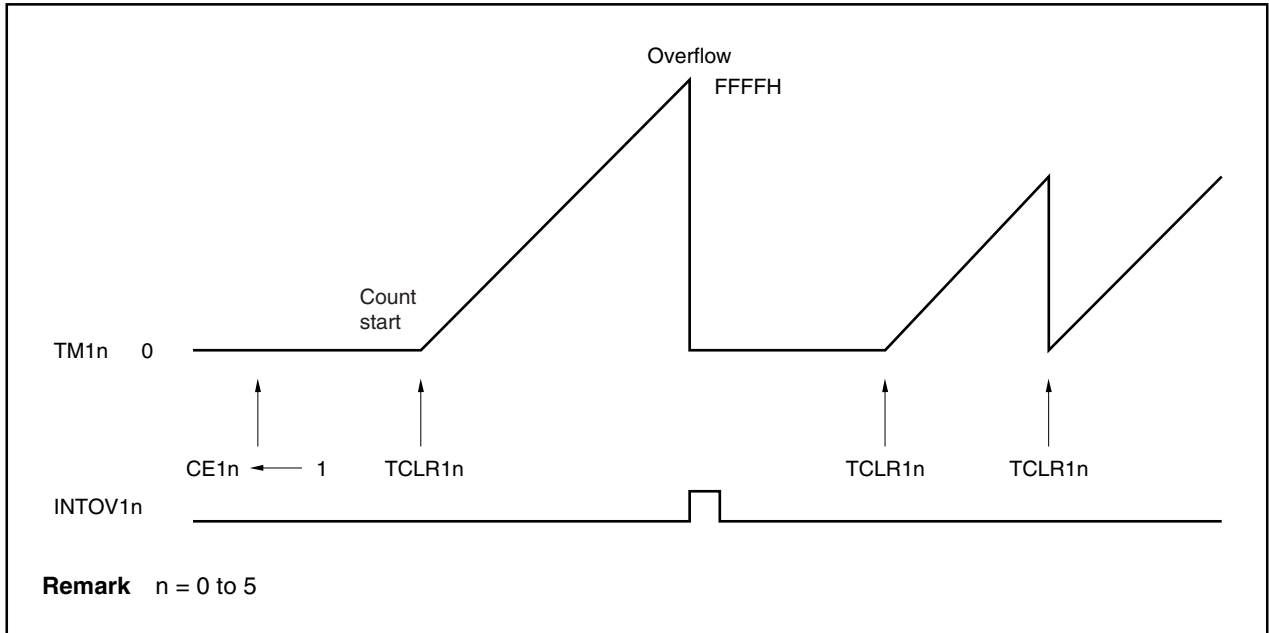 Overflow
FFFFH
Count
start
TM1n 0
CE1n 1 TCLR1n TCLR1n TCLR1n
INTOV1n
Remark n = 0 to 5